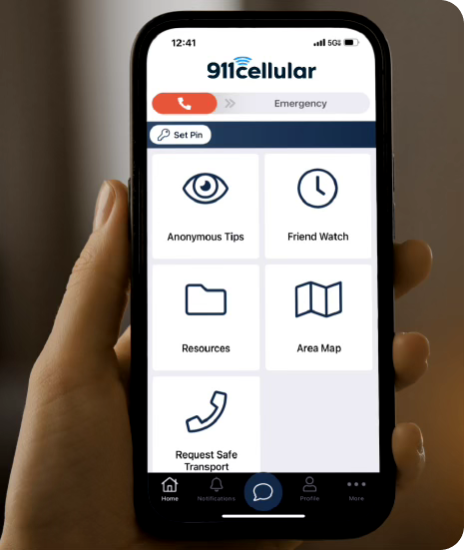 12:41
5G
911cellular
Emergency
Set Pin
Anonymous Tips
Friend Watch
Resources
Area Map
Request Safe
Transport
Home
Notifications
Profile
More